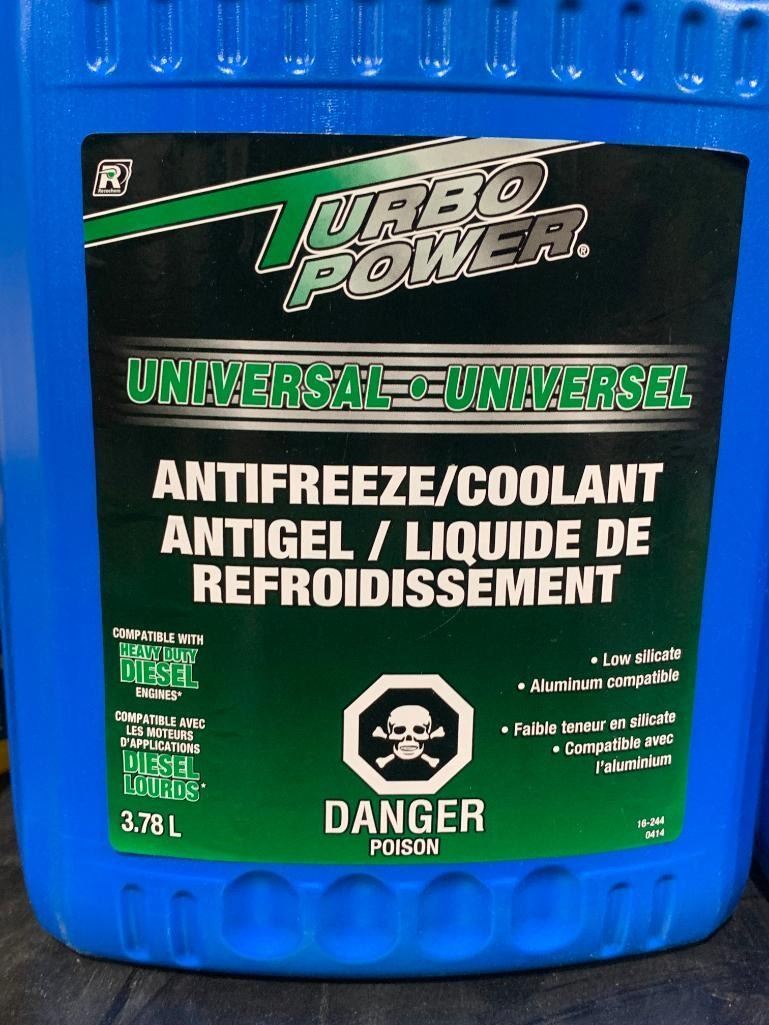 R
Recochem
TURBO
POWER®
UNIVERSAL • UNIVERSEL
ANTIFREEZE/COOLANT
ANTIGEL / LIQUIDE DE
REFROIDISSEMENT
COMPATIBLE WITH
HEAVY DUTY
DIESEL
ENGINES*
COMPATIBLE AVEC
LES MOTEURS
D'APPLICATIONS
DIESEL
LOURDS*
3.78 L
• Low silicate
• Aluminum compatible
• Faible teneur en silicate
• Compatible avec
l'aluminium
DANGER
POISON
16-244
0414